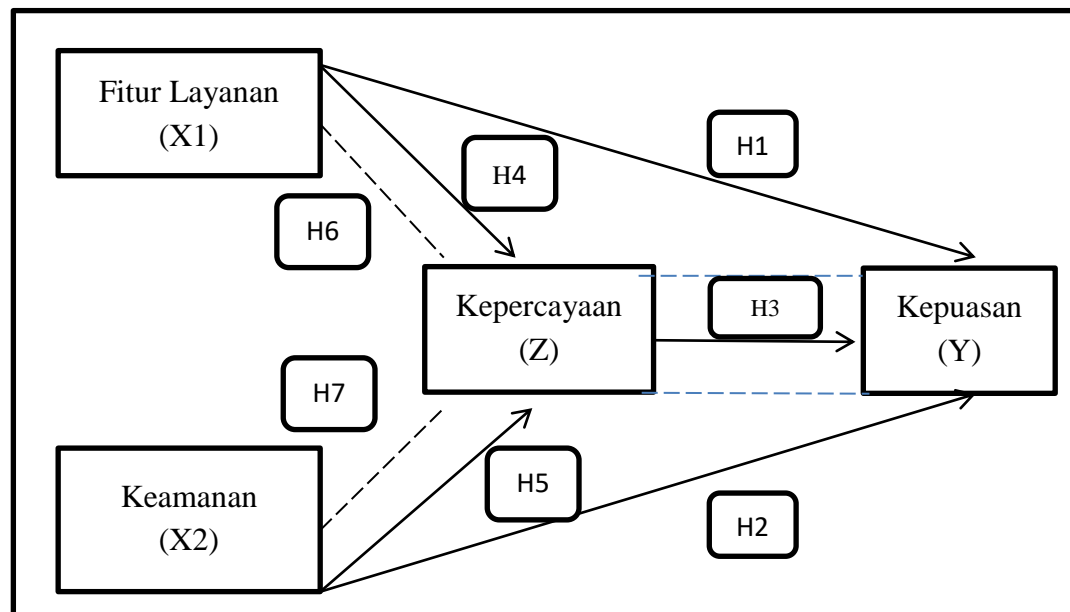 Fitur Layanan
(X1)
H1
H4
H6
Kepercayaan
(Z)
H3
Kepuasan
(Y)
H7
Keamanan
(X2)
H5
H2